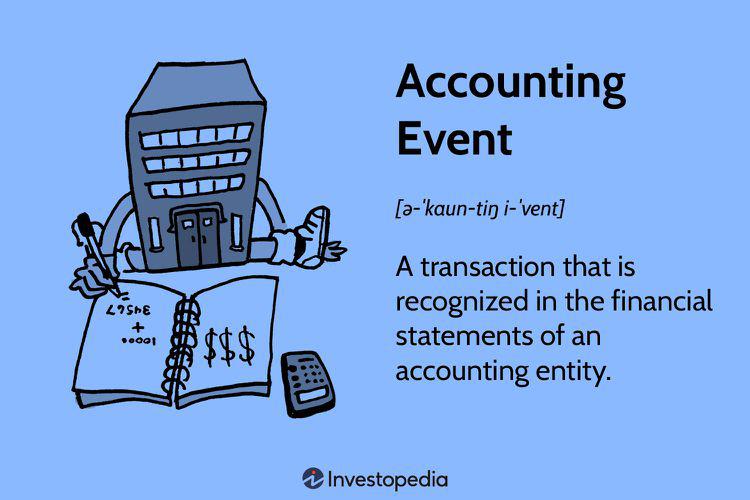 Accounting
Event
[ə-ˈkaun-tiŋ i-ˈvent]
A transaction that is
recognized in the financial
statements of an
accounting entity.
34567
+
10000
$$$
Investopedia